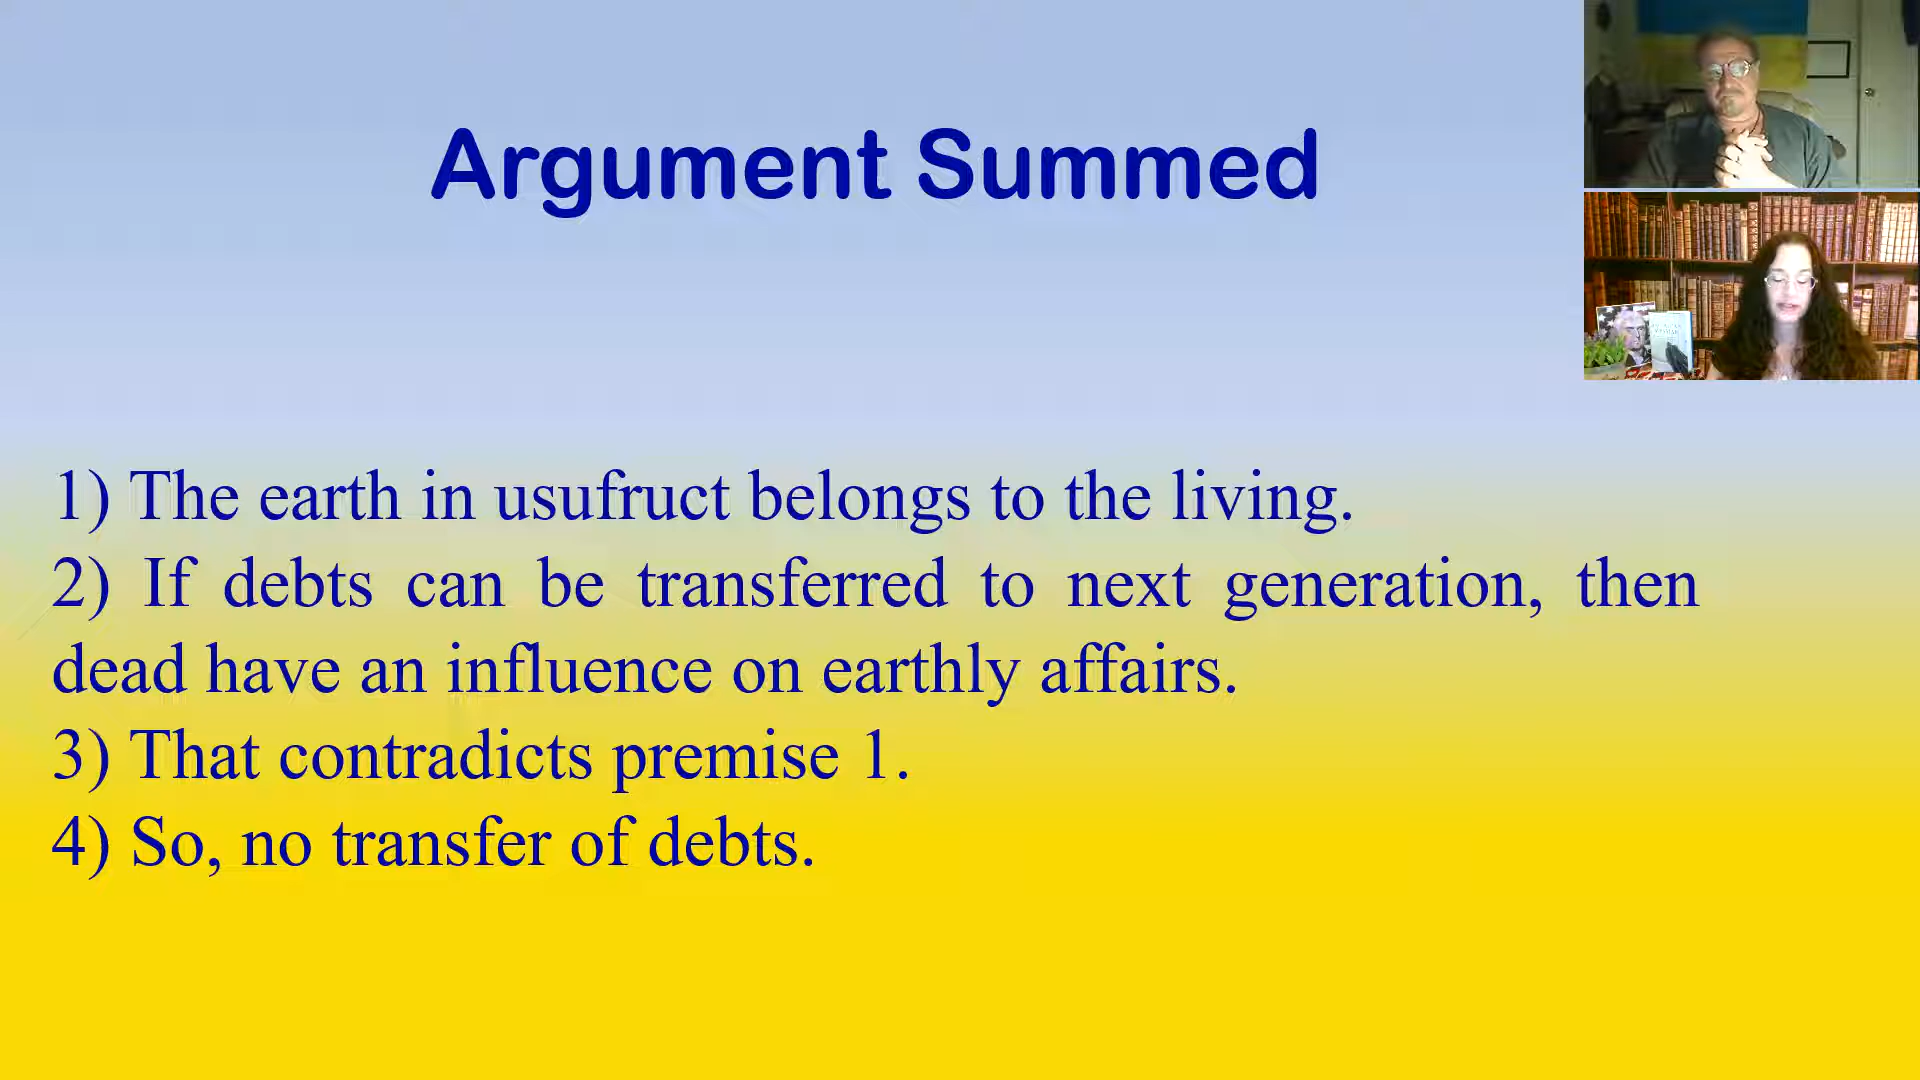 Argument Summed
1) The earth in usufruct belongs to the living.
2) If debts can be transferred to next generation, then
dead have an influence on earthly affairs.
3) That contradicts premise 1.
4) So, no transfer of debts.